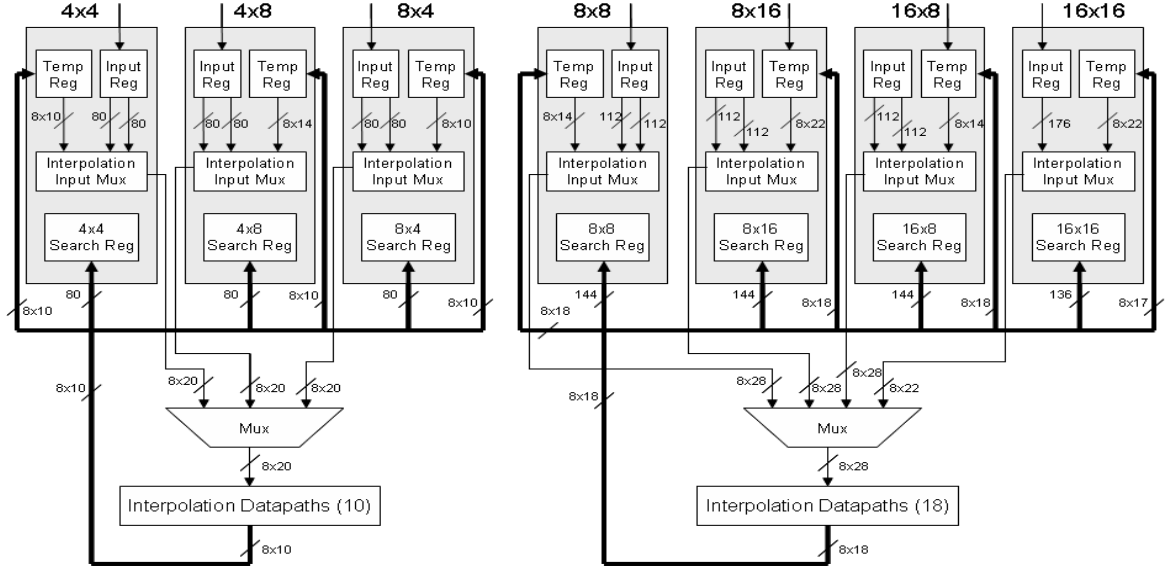 4x4 4x8 8x4 8x8 8x16 16x8 16x16
Temp Input Input Temp Input Temp Temp Input Input Temp Input Temp Input Temp
Reg Reg Reg Reg Reg Reg Reg Reg Reg Reg Reg Reg Reg Reg
8x10 80 80 80 80 8x14 80 80 8x10 8x14 112 112 112 112 8x22 112 112 8x14 176 8x22
Interpolation Interpolation Interpolation Interpolation Interpolation Interpolation Interpolation
Input Mux Input Mux Input Mux Input Mux Input Mux Input Mux Input Mux
4x4 4x8 8x4 8x8 8x16 16x8 16x16
Search Reg Search Reg Search Reg Search Reg Search Reg Search Reg Search Reg
80 80 8x10 80 8x10 144 144 8x18 144 8x18 136 8x17
8x10 8x18
8x10 8x20 8x20 8x20 8x18 8x28 8x28 8x28 8x22
Mux Mux
8x20 8x28
Interpolation Datapaths (10) Interpolation Datapaths (18)
8x10 8x18